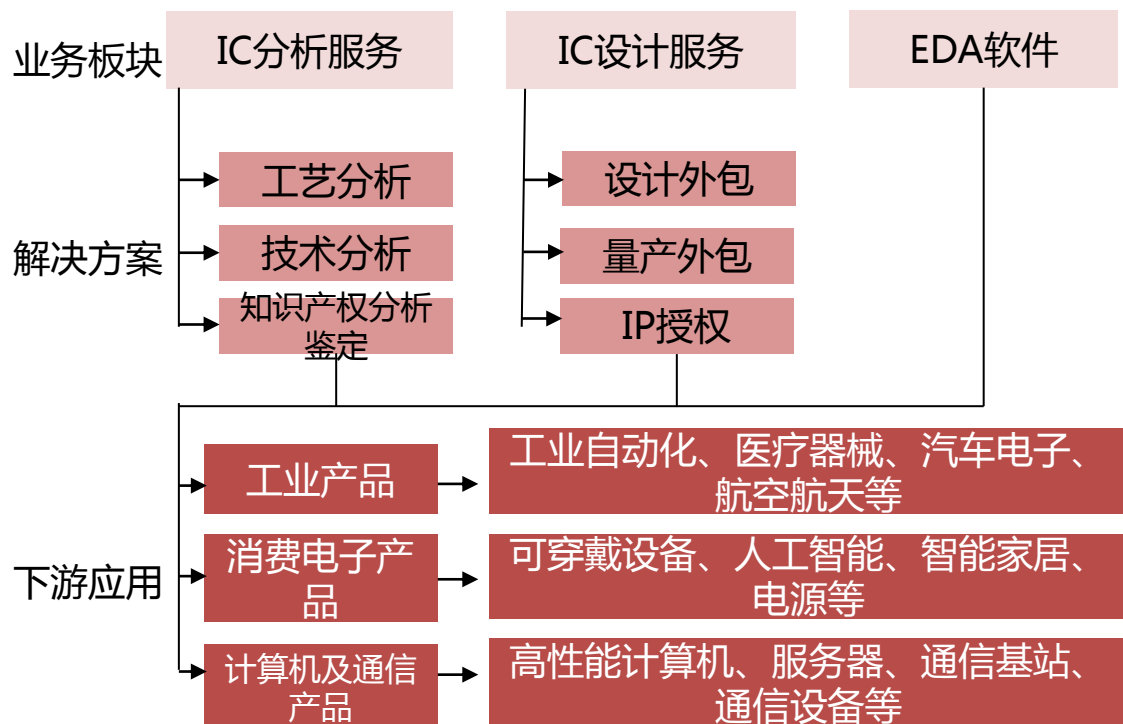 业务板块
IC分析服务
IC设计服务
EDA软件
解决方案
工艺分析
技术分析
知识产权分析
鉴定
设计外包
量产外包
IP授权
下游应用
工业产品
工业自动化、医疗器械、汽车电子、
航空航天等
消费电子产
品
可穿戴设备、人工智能、智能家居、
电源等
计算机及通信
产品
高性能计算机、服务器、通信基站、
通信设备等